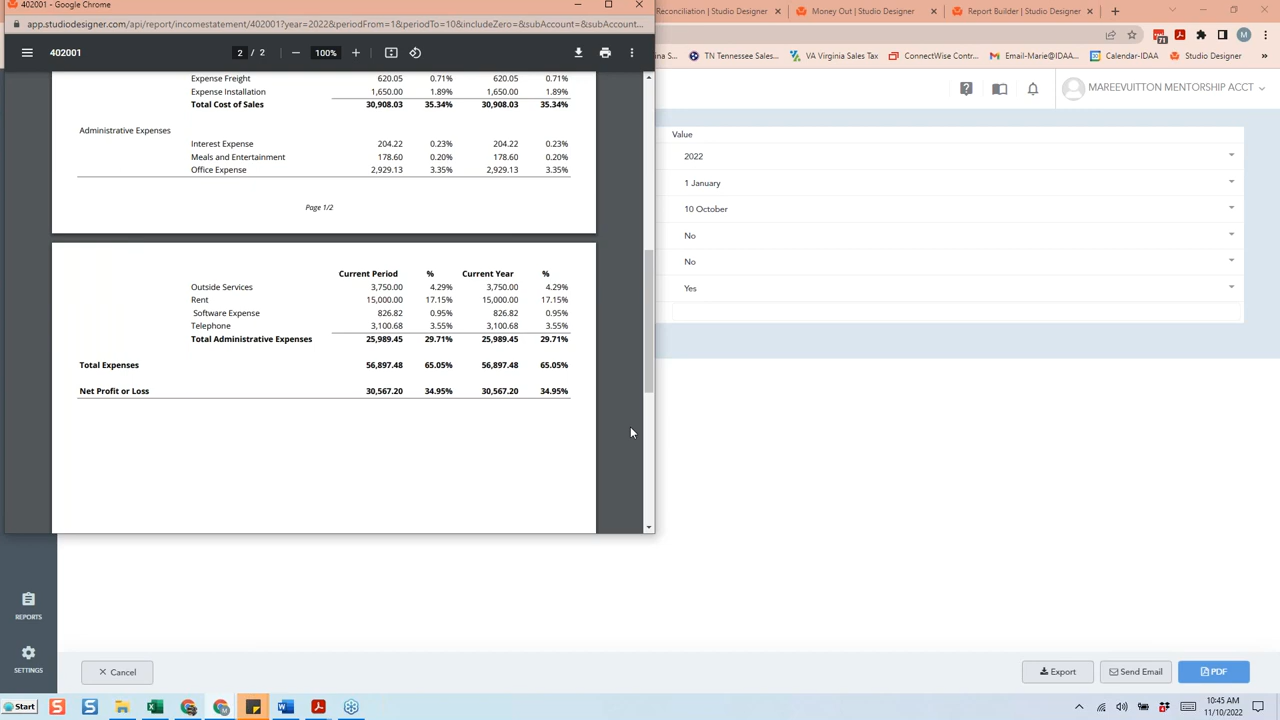 402001 - Google Chrome
Reconciliation | Studio Designer
Money Out | Studio Designer
Report Builder | Studio Designer
app.studiodesigner.com/api/report/incomestatement/402001?year=2022&periodFrom=1&periodTo=10&includeZero=&subAccount=&subAccount...
71
M
Sales...
TN Tennessee Sales...
VA Virginia Sales Tax
ConnectWise Control
Email-Marie@IDAA...
Calendar-IDAA
Studio Designer
402001
2 / 2
100%
MAREEVUITTON MENTORSHIP ACCT
Expense Freight 620.05 0.71% 620.05 0.71%
Expense Installation 1,650.00 1.89% 1,650.00 1.89%
Total Cost of Sales 30,908.03 35.34% 30,908.03 35.34%
Administrative Expenses
Interest Expense 204.22 0.23% 204.22 0.23%
Meals and Entertainment 178.60 0.20% 178.60 0.20%
Office Expense 2,929.13 3.35% 2,929.13 3.35%
Page 1/2
Current Period % Current Year %
Outside Services 3,750.00 4.29% 3,750.00 4.29%
Rent 15,000.00 17.15% 15,000.00 17.15%
Software Expense 826.82 0.95% 826.82 0.95%
Telephone 3,100.68 3.55% 3,100.68 3.55%
Total Administrative Expenses 25,989.45 29.71% 25,989.45 29.71%
Total Expenses 56,897.48 65.05% 56,897.48 65.05%
Net Profit or Loss 30,567.20 34.95% 30,567.20 34.95%
Value
2022
1 January
10 October
No
No
Yes
REPORTS
SETTINGS
Cancel
Export
Send Email
PDF
Start
10:45 AM
11/10/2022